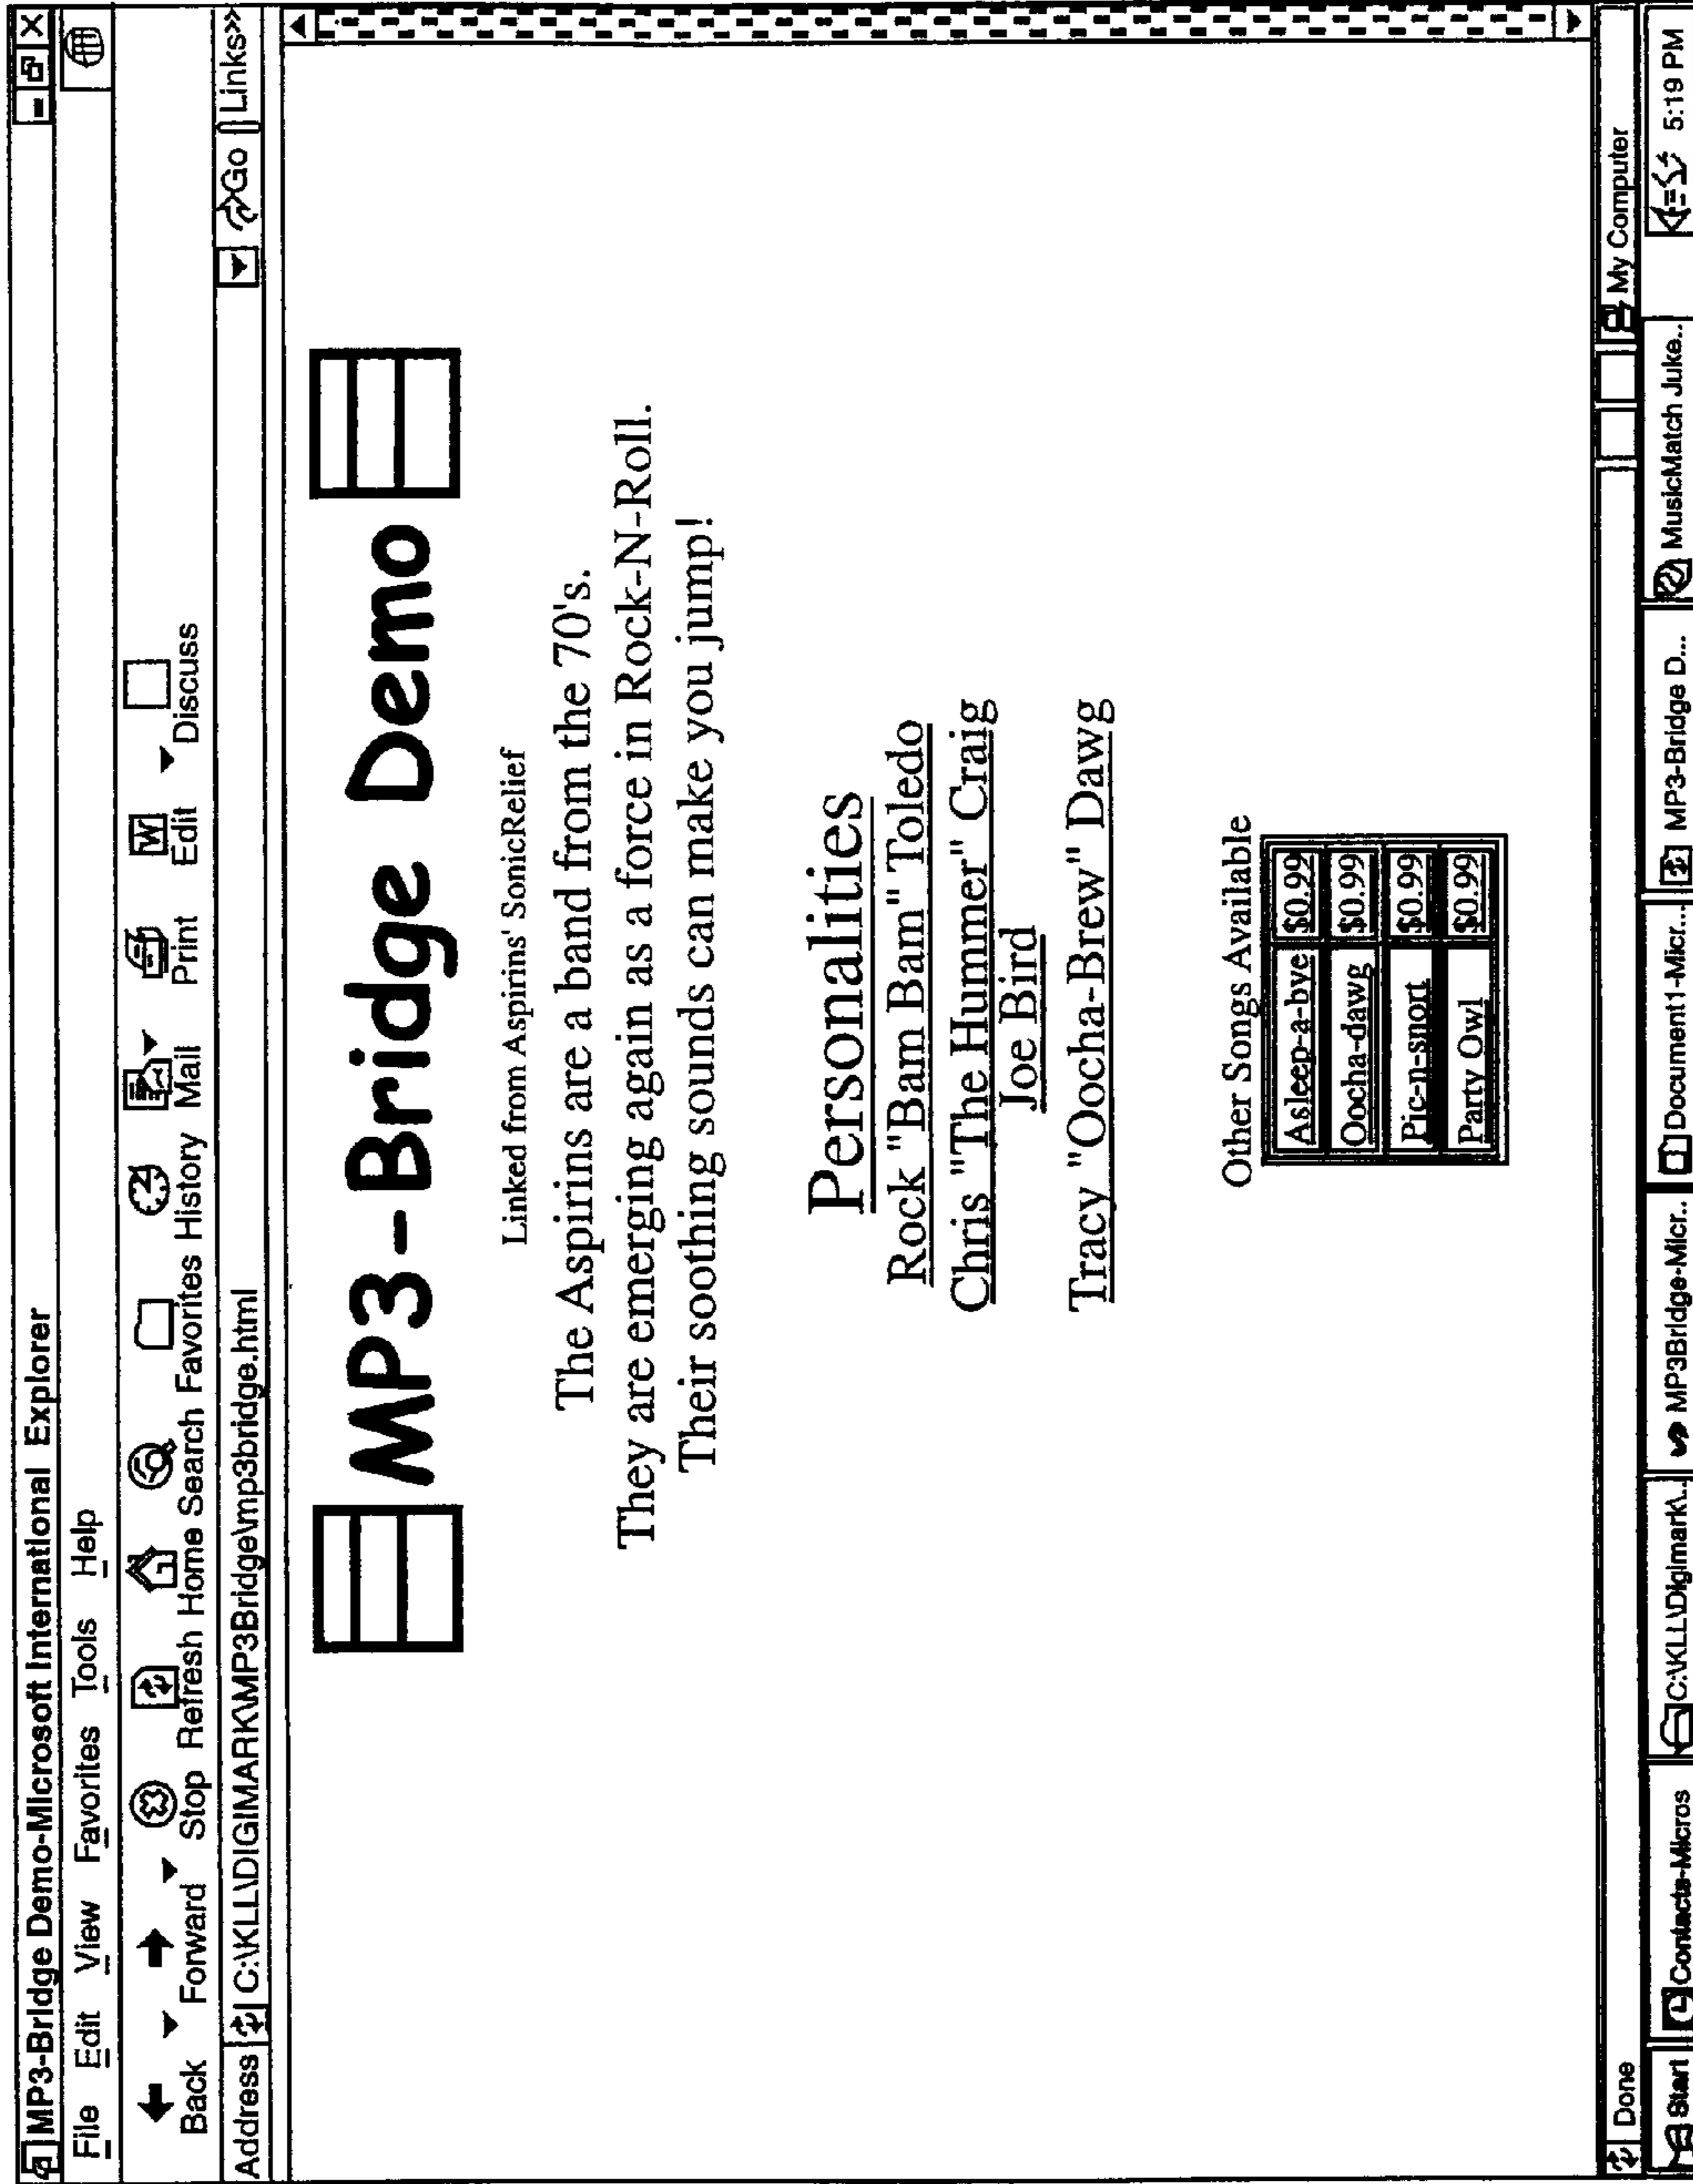 MP3-Bridge Demo-Microsoft International Explorer
File Edit View Favorites Tools Help
Back Forward Stop Refresh Home Search Favorites History Mail Print Edit Discuss
Address C:\KLL\DIGIMARK\MP3Bridge\mp3bridge.html Go Links»
MP3-Bridge Demo
Linked from Aspirins' SonicRelief
The Aspirins are a band from the 70's.
They are emerging again as a force in Rock-N-Roll.
Their soothing sounds can make you jump!
Personalities
Rock "Bam Bam" Toledo
Chris "The Hummer" Craig
Joe Bird
Tracy "Oocha-Brew" Dawg
Other Songs Available
Asleep-a-bye $0.99
Oocha-dawg $0.99
Pic-n-snort $0.99
Party Owl $0.99
Done My Computer
Start Contacts-Micros C:\KLL\Digimark\.. MP3Bridge-Micr.. Document1-Micr... MP3-Bridge D... MusicMatch Juke.. 5:19 PM